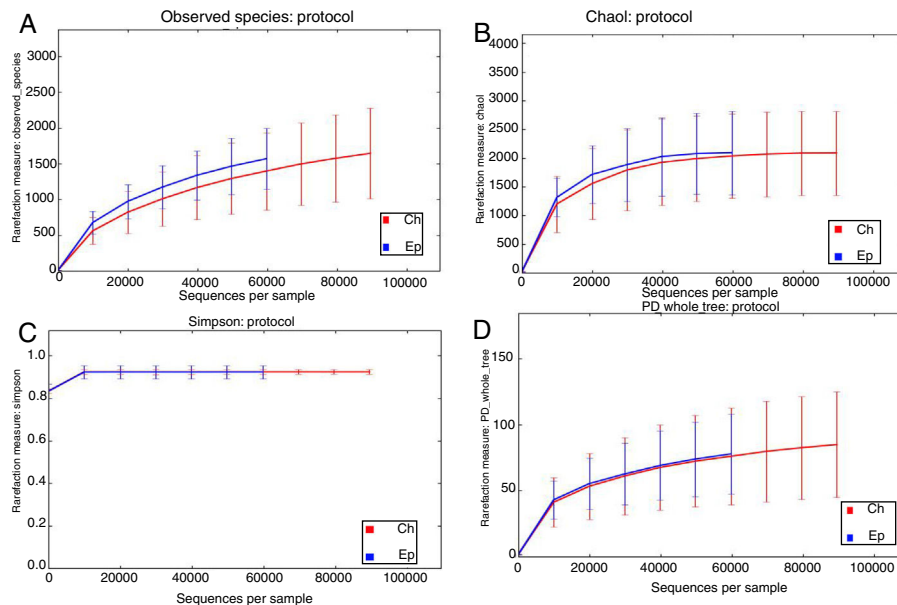 A
Observed species: protocol
Rarefaction measure: observed_species
3000
2500
2000
1500
1000
500
0
0 20000 40000 60000 80000 100000
Sequences per sample
Ch
Ep
B
Chaol: protocol
Rarefaction measure: chaol
4000
3500
3000
2500
2000
1500
1000
500
0
0 20000 40000 60000 80000 100000
Sequences per sample
Ch
Ep
C
Simpson: protocol
Rarefaction measure: simpson
1.0
0.8
0.6
0.4
0.2
0.0
0 20000 40000 60000 80000 100000
Sequences per sample
Ch
Ep
D
PD_whole_tree: protocol
Rarefaction measure: PD_whole_tree
150
100
50
0
0 20000 40000 60000 80000 100000
Sequences per sample
Ch
Ep